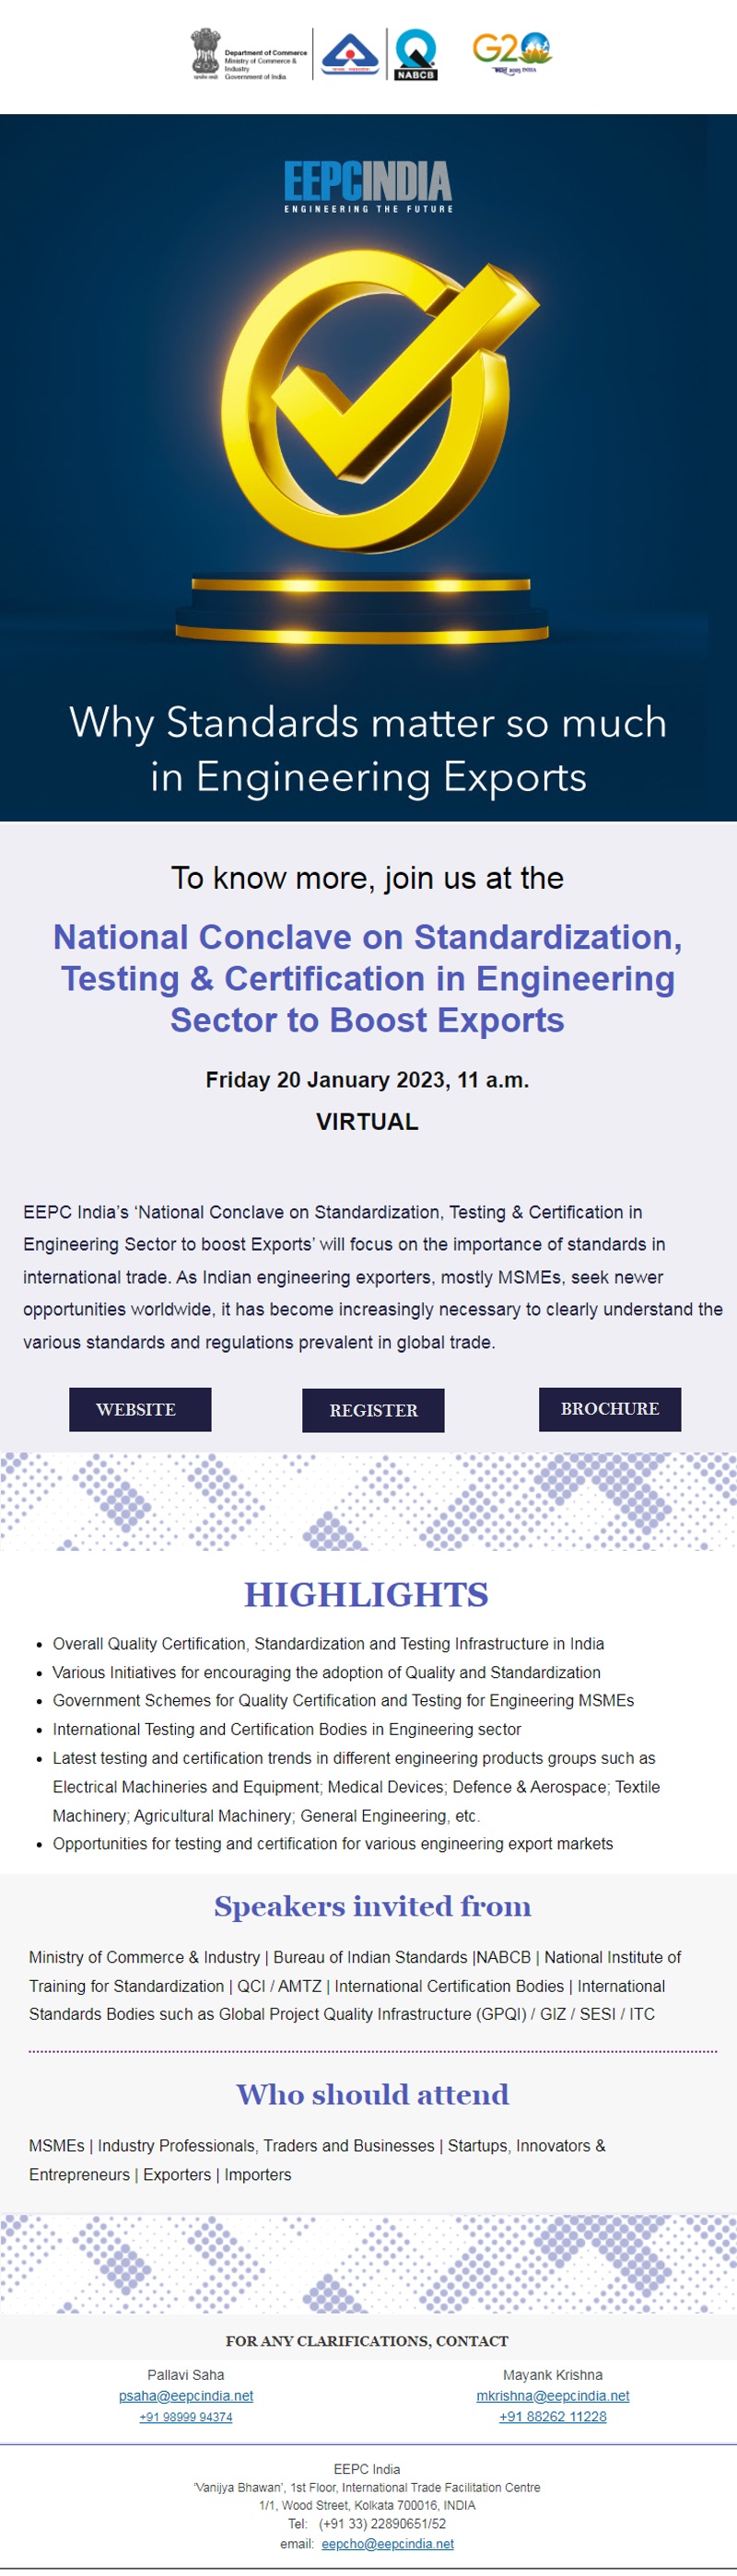 Department of Commerce
Ministry of Commerce &
Industry
Government of India
NABCB
G20
EEPCINDIA
ENGINEERING THE FUTURE
Why Standards matter so much
in Engineering Exports
To know more, join us at the
National Conclave on Standardization,
Testing & Certification in Engineering
Sector to Boost Exports
Friday 20 January 2023, 11 a.m.
VIRTUAL
EEPC India’s ‘National Conclave on Standardization, Testing & Certification in
Engineering Sector to boost Exports’ will focus on the importance of standards in
international trade. As Indian engineering exporters, mostly MSMEs, seek newer
opportunities worldwide, it has become increasingly necessary to clearly understand the
various standards and regulations prevalent in global trade.
WEBSITE
REGISTER
BROCHURE
HIGHLIGHTS
• Overall Quality Certification, Standardization and Testing Infrastructure in India
• Various Initiatives for encouraging the adoption of Quality and Standardization
• Government Schemes for Quality Certification and Testing for Engineering MSMEs
• International Testing and Certification Bodies in Engineering sector
• Latest testing and certification trends in different engineering products groups such as
Electrical Machineries and Equipment; Medical Devices; Defence & Aerospace; Textile
Machinery; Agricultural Machinery; General Engineering, etc.
• Opportunities for testing and certification for various engineering export markets
Speakers invited from
Ministry of Commerce & Industry | Bureau of Indian Standards |NABCB | National Institute of
Training for Standardization | QCI / AMTZ | International Certification Bodies | International
Standards Bodies such as Global Project Quality Infrastructure (GPQI) / GIZ / SESI / ITC
Who should attend
MSMEs | Industry Professionals, Traders and Businesses | Startups, Innovators &
Entrepreneurs | Exporters | Importers
FOR ANY CLARIFICATIONS, CONTACT
Pallavi Saha
psaha@eepcindia.net
+91 98999 94374
Mayank Krishna
mkrishna@eepcindia.net
+91 88262 11228
EEPC India
‘Vanijya Bhawan’, 1st Floor, International Trade Facilitation Centre
1/1, Wood Street, Kolkata 700016, INDIA
Tel: (+91 33) 22890651/52
email: eepcho@eepcindia.net